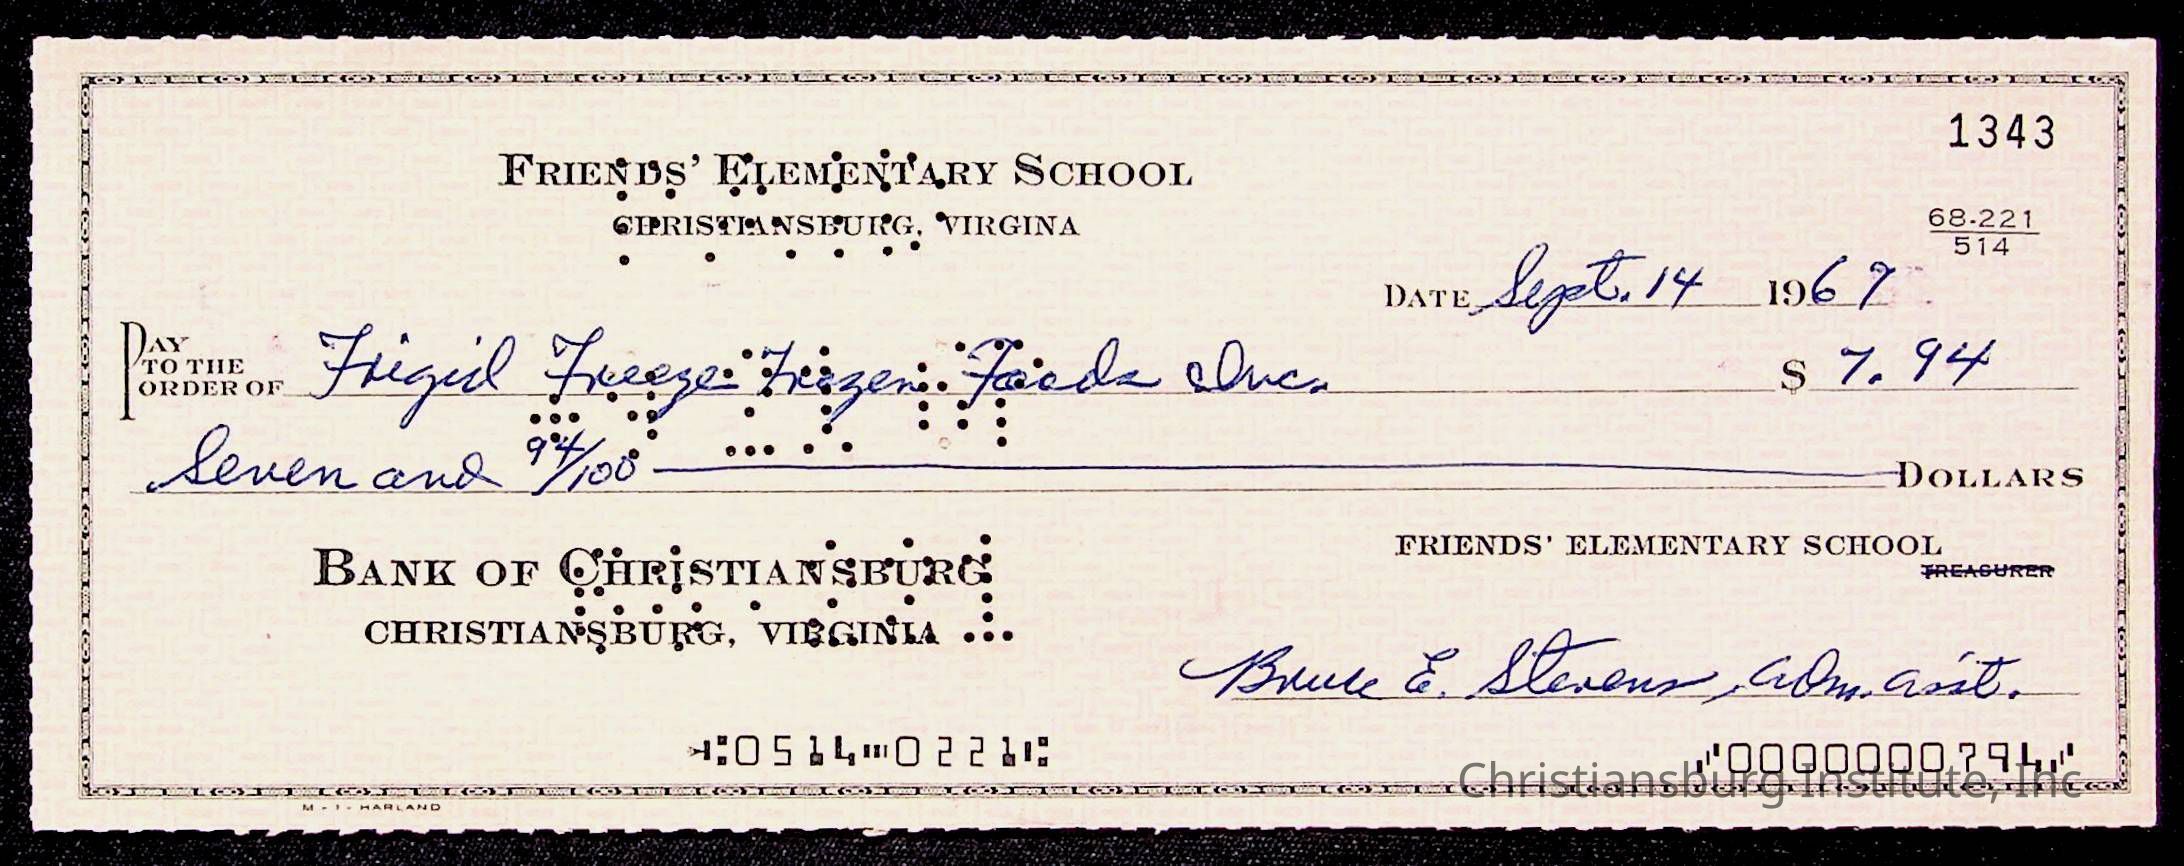 1343
FRIENDS' ELEMENTARY SCHOOL
CHRISTIANSBURG, VIRGINA
68-221
514
DATE Sept. 14 1967
PAY TO THE ORDER OF Frigid Freeze Frozen Foods Inc. $ 7.94
Seven and 94/100 DOLLARS
BANK OF CHRISTIANSBURG
CHRISTIANSBURG, VIRGINIA
FRIENDS' ELEMENTARY SCHOOL
TREASURER
Bruce E. Stevens, adm. asst.
⑆0514⑉0221⑆
⑈0000000794⑈
Christiansburg Institute, Inc
M - 1 - HARLAND